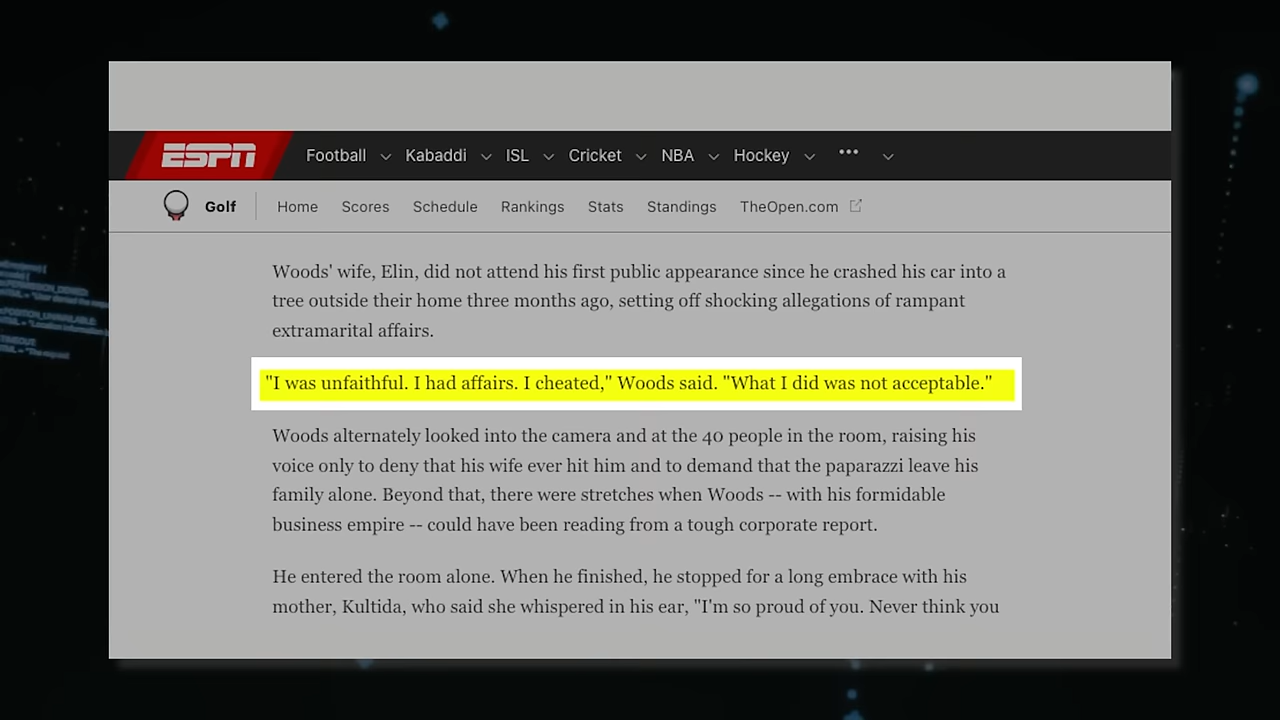 ESPN Football Kabaddi ISL Cricket NBA Hockey •••
Golf Home Scores Schedule Rankings Stats Standings TheOpen.com
Woods' wife, Elin, did not attend his first public appearance since he crashed his car into a
tree outside their home three months ago, setting off shocking allegations of rampant
extramarital affairs.
"I was unfaithful. I had affairs. I cheated," Woods said. "What I did was not acceptable."
Woods alternately looked into the camera and at the 40 people in the room, raising his
voice only to deny that his wife ever hit him and to demand that the paparazzi leave his
family alone. Beyond that, there were stretches when Woods -- with his formidable
business empire -- could have been reading from a tough corporate report.
He entered the room alone. When he finished, he stopped for a long embrace with his
mother, Kultida, who said she whispered in his ear, "I'm so proud of you. Never think you